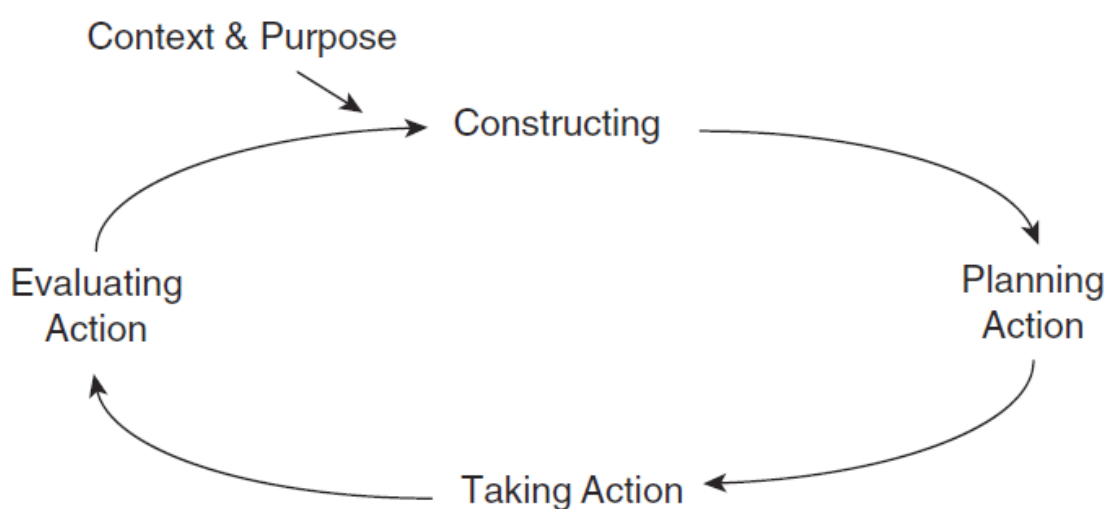 Context & Purpose
Constructing
Planning
Action
Taking Action
Evaluating
Action